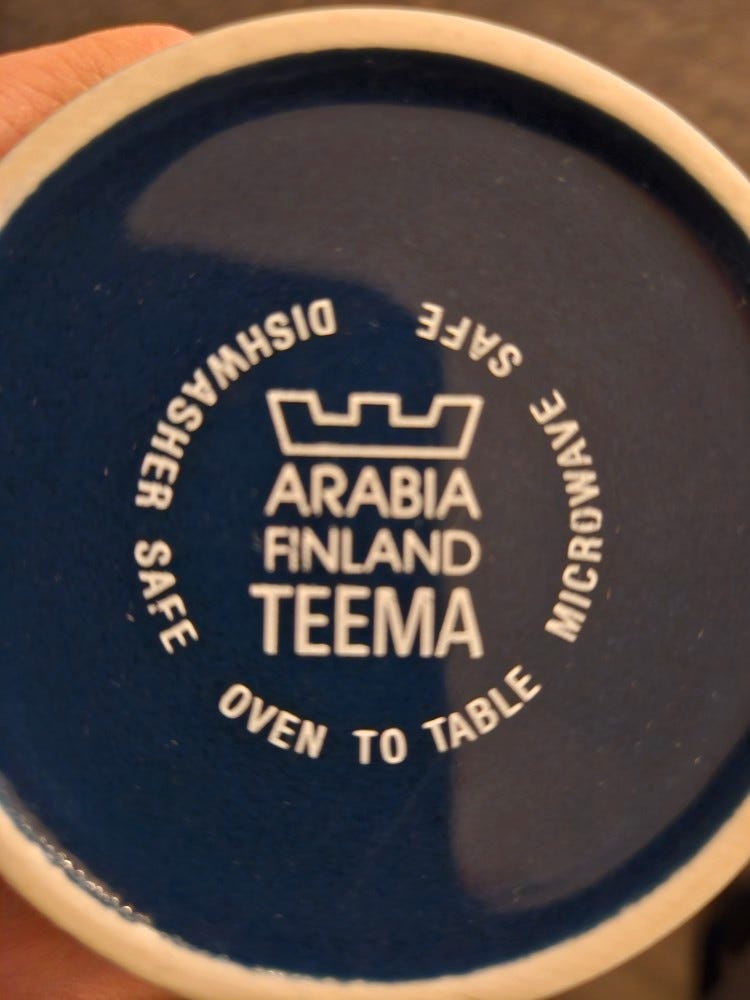 ARABIA
FINLAND
TEEMA
OVEN TO TABLE
MICROWAVE SAFE
DISHWASHER SAFE